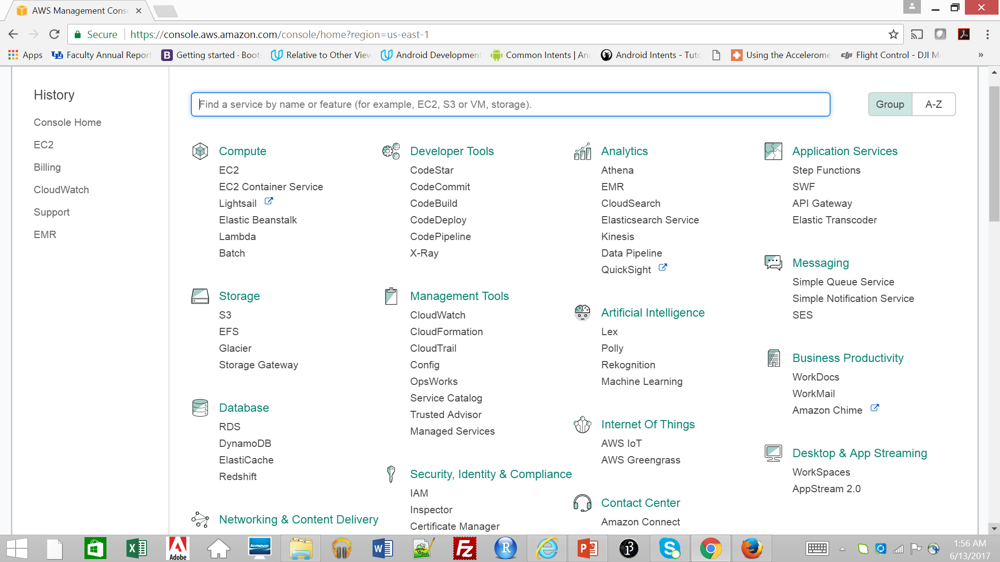 AWS Management Cons
Secure
https://console.aws.amazon.com/console/home?region=us-east-1
Apps
Faculty Annual Report
Getting started · Boots
Relative to Other View
Android Development
Common Intents | An
Android Intents - Tuto
Using the Accelerome
Flight Control - DJI M
»
History
Console Home
EC2
Billing
CloudWatch
Support
EMR
Find a service by name or feature (for example, EC2, S3 or VM, storage).
Group
A-Z
Compute
EC2
EC2 Container Service
Lightsail
Elastic Beanstalk
Lambda
Batch
Storage
S3
EFS
Glacier
Storage Gateway
Database
RDS
DynamoDB
ElastiCache
Redshift
Networking & Content Delivery
Developer Tools
CodeStar
CodeCommit
CodeBuild
CodeDeploy
CodePipeline
X-Ray
Management Tools
CloudWatch
CloudFormation
CloudTrail
Config
OpsWorks
Service Catalog
Trusted Advisor
Managed Services
Security, Identity & Compliance
IAM
Inspector
Certificate Manager
Analytics
Athena
EMR
CloudSearch
Elasticsearch Service
Kinesis
Data Pipeline
QuickSight
Artificial Intelligence
Lex
Polly
Rekognition
Machine Learning
Internet Of Things
AWS IoT
AWS Greengrass
Contact Center
Amazon Connect
Application Services
Step Functions
SWF
API Gateway
Elastic Transcoder
Messaging
Simple Queue Service
Simple Notification Service
SES
Business Productivity
WorkDocs
WorkMail
Amazon Chime
Desktop & App Streaming
WorkSpaces
AppStream 2.0
Adobe
lenovo
1:56 AM
6/13/2017